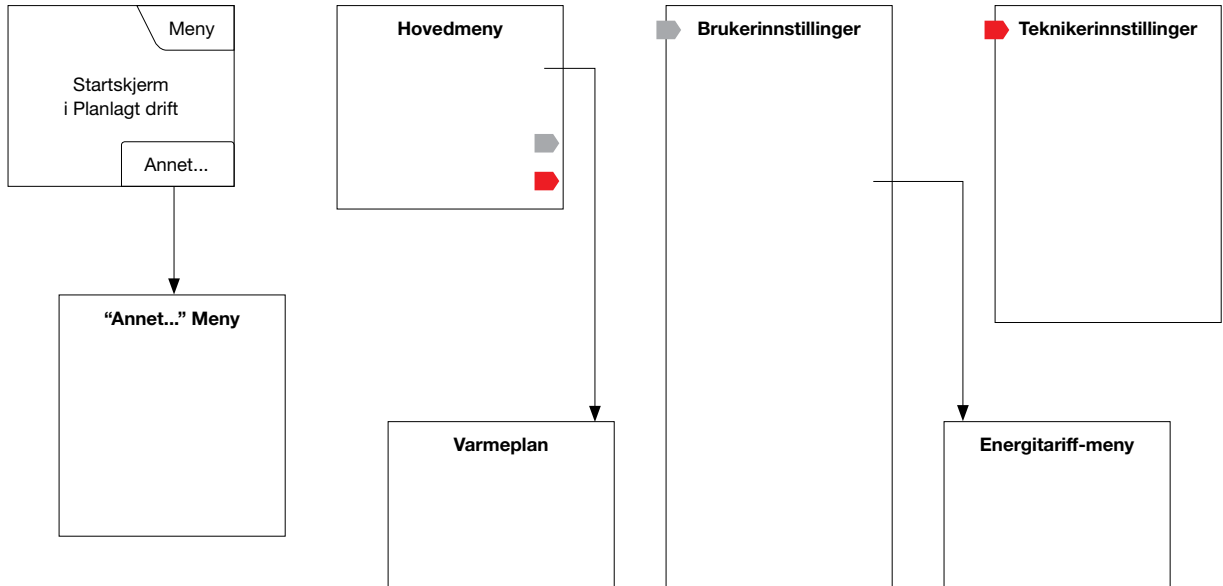 Meny
Startskjerm
i Planlagt drift
Annet...
“Annet...” Meny
Hovedmeny
Varmeplan
Brukerinnstillinger
Energitariff-meny
Teknikerinnstillinger